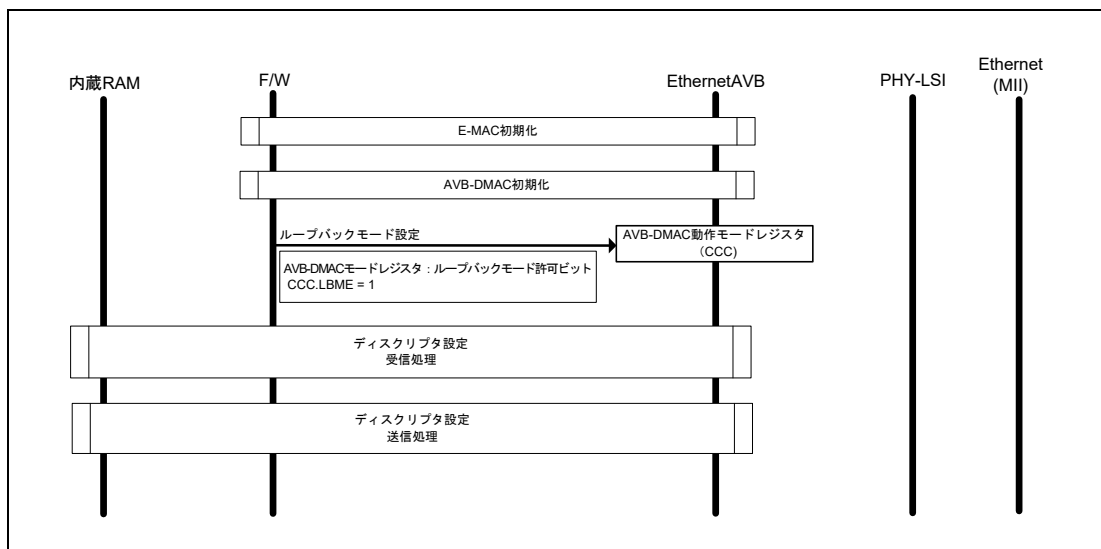 内蔵RAM
F/W
EthernetAVB
PHY-LSI
Ethernet
(MII)
E-MAC初期化
AVB-DMAC初期化
ループバックモード設定
AVB-DMAC動作モードレジスタ
(CCC)
AVB-DMACモードレジスタ：ループバックモード許可ビット
CCC.LBME = 1
ディスクリプタ設定
受信処理
ディスクリプタ設定
送信処理